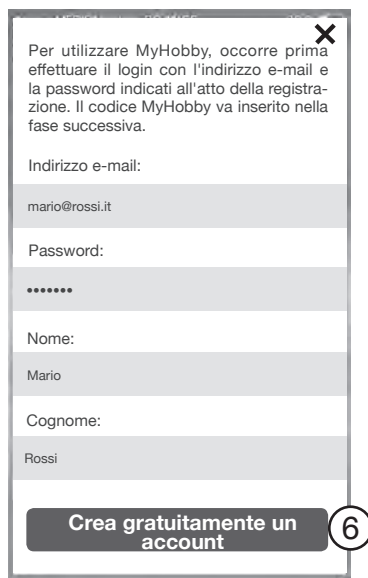 Per utilizzare MyHobby, occorre prima
effettuare il login con l'indirizzo e-mail e
la password indicati all'atto della registra-
zione. Il codice MyHobby va inserito nella
fase successiva.
Indirizzo e-mail:
mario@rossi.it
Password:
•••••••
Nome:
Mario
Cognome:
Rossi
Crea gratuitamente un
account
6